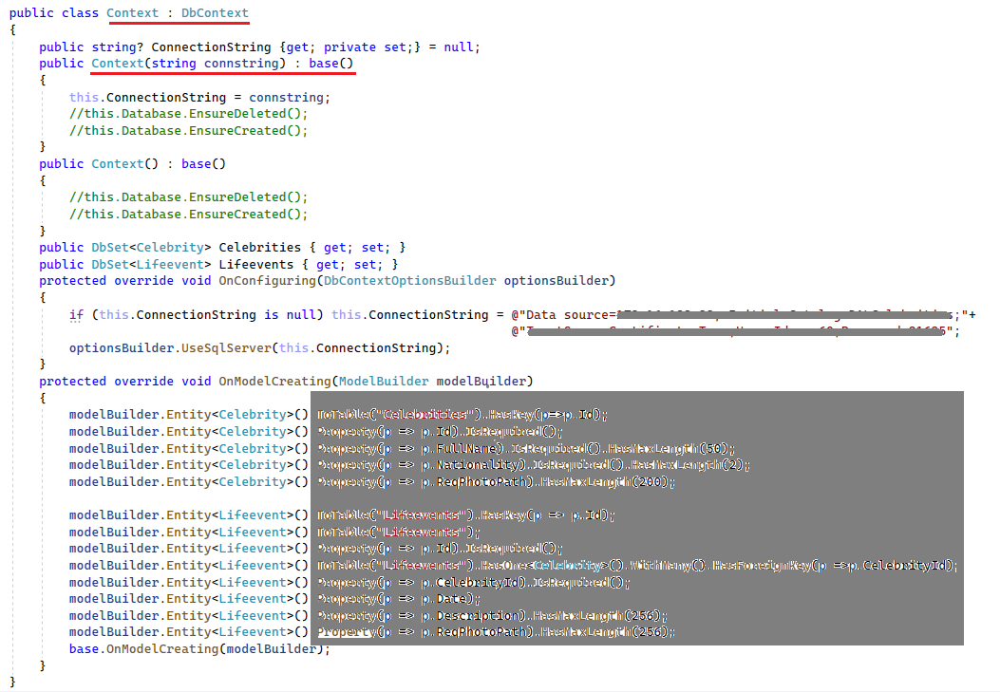 public class Context : DbContext
{
public string? ConnectionString {get; private set;} = null;
public Context(string connstring) : base()
{
this.ConnectionString = connstring;
//this.Database.EnsureDeleted();
//this.Database.EnsureCreated();
}
public Context() : base()
{
//this.Database.EnsureDeleted();
//this.Database.EnsureCreated();
}
public DbSet<Celebrity> Celebrities { get; set; }
public DbSet<Lifeevent> Lifeevents { get; set; }
protected override void OnConfiguring(DbContextOptionsBuilder optionsBuilder)
{
if (this.ConnectionString is null) this.ConnectionString = @"Data source=;"+
@"";
optionsBuilder.UseSqlServer(this.ConnectionString);
}
protected override void OnModelCreating(ModelBuilder modelBuilder)
{
modelBuilder.Entity<Celebrity>().ToTable("Celebrities").HasKey(p=>p.Id);
modelBuilder.Entity<Celebrity>().Property(p => p.Id).IsRequired();
modelBuilder.Entity<Celebrity>().Property(p => p.FullName).IsRequired().HasMaxLength(50);
modelBuilder.Entity<Celebrity>().Property(p => p.Nationality).IsRequired().HasMaxLength(2);
modelBuilder.Entity<Celebrity>().Property(p => p.ReqPhotoPath).HasMaxLength(200);
modelBuilder.Entity<Lifeevent>().ToTable("Lifeevents").HasKey(p => p.Id);
modelBuilder.Entity<Lifeevent>().ToTable("Lifeevents");
modelBuilder.Entity<Lifeevent>().Property(p => p.Id).IsRequired();
modelBuilder.Entity<Lifeevent>().ToTable("Lifeevents").HasOne<Celebrity>().WithMany().HasForeignKey(p =>p.CelebrityId);
modelBuilder.Entity<Lifeevent>().Property(p => p.CelebrityId).IsRequired();
modelBuilder.Entity<Lifeevent>().Property(p => p.Date);
modelBuilder.Entity<Lifeevent>().Property(p => p.Description).HasMaxLength(256);
modelBuilder.Entity<Lifeevent>().Property(p => p.ReqPhotoPath).HasMaxLength(256);
base.OnModelCreating(modelBuilder);
}
}